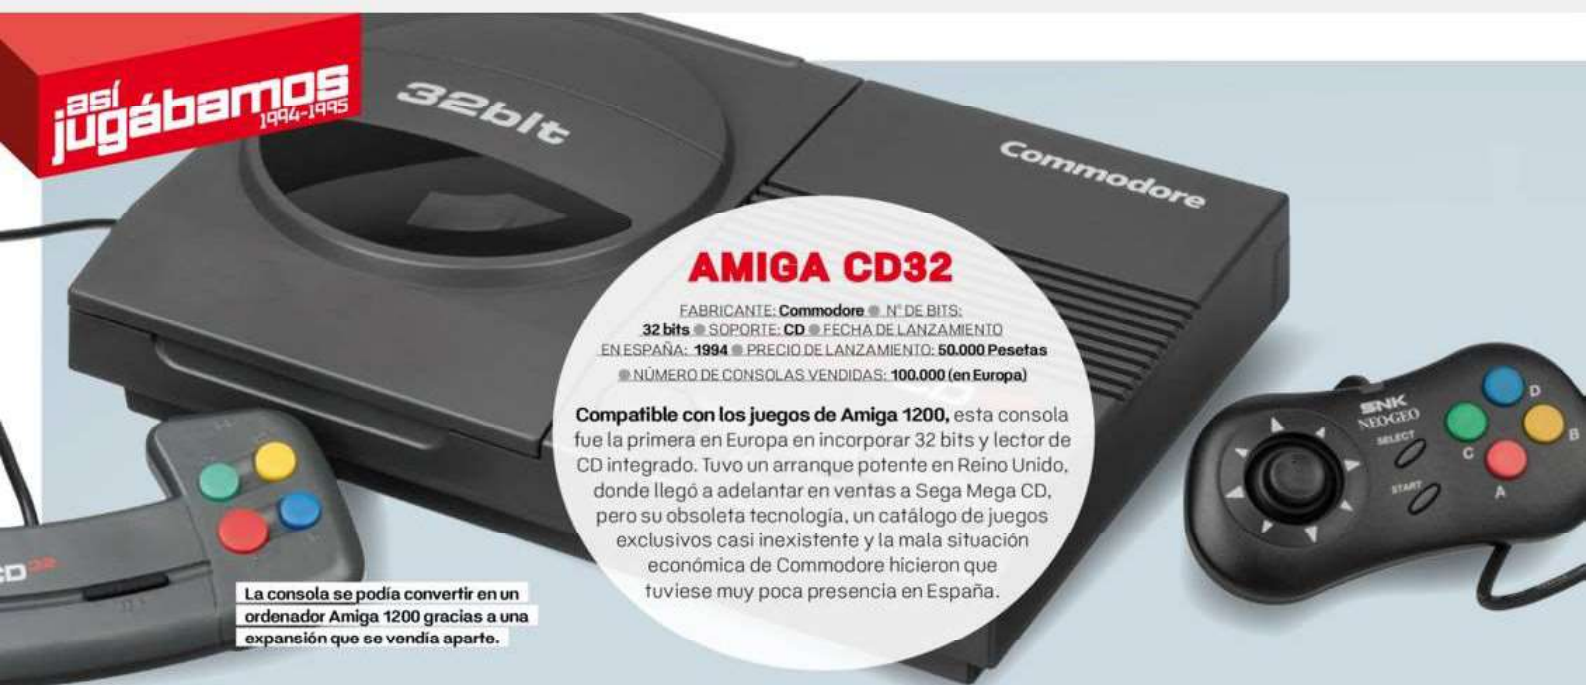 así
jugábamos
1994-1995
32bit
Commodore
AMIGA CD32
FABRICANTE: Commodore ● Nº DE BITS:
32 bits ● SOPORTE: CD ● FECHA DE LANZAMIENTO
EN ESPAÑA: 1994 ● PRECIO DE LANZAMIENTO: 50.000 Pesetas
● NÚMERO DE CONSOLAS VENDIDAS: 100.000 (en Europa)
Compatible con los juegos de Amiga 1200, esta consola
fue la primera en Europa en incorporar 32 bits y lector de
CD integrado. Tuvo un arranque potente en Reino Unido,
donde llegó a adelantar en ventas a Sega Mega CD,
pero su obsoleta tecnología, un catálogo de juegos
exclusivos casi inexistente y la mala situación
económica de Commodore hicieron que
tuviese muy poca presencia en España.
CD32
La consola se podía convertir en un
ordenador Amiga 1200 gracias a una
expansión que se vendía aparte.
SNK
NEO·GEO
SELECT
START
D
B
C
A